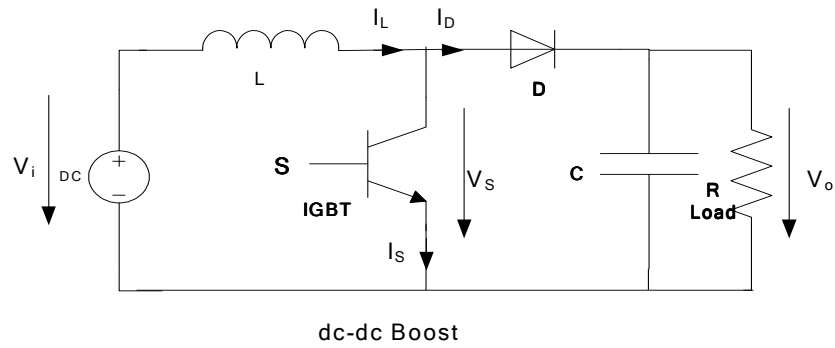 I_L
I_D
L
D
V_i
DC
+
−
S
IGBT
V_S
C
R
Load
V_o
I_S
dc-dc Boost